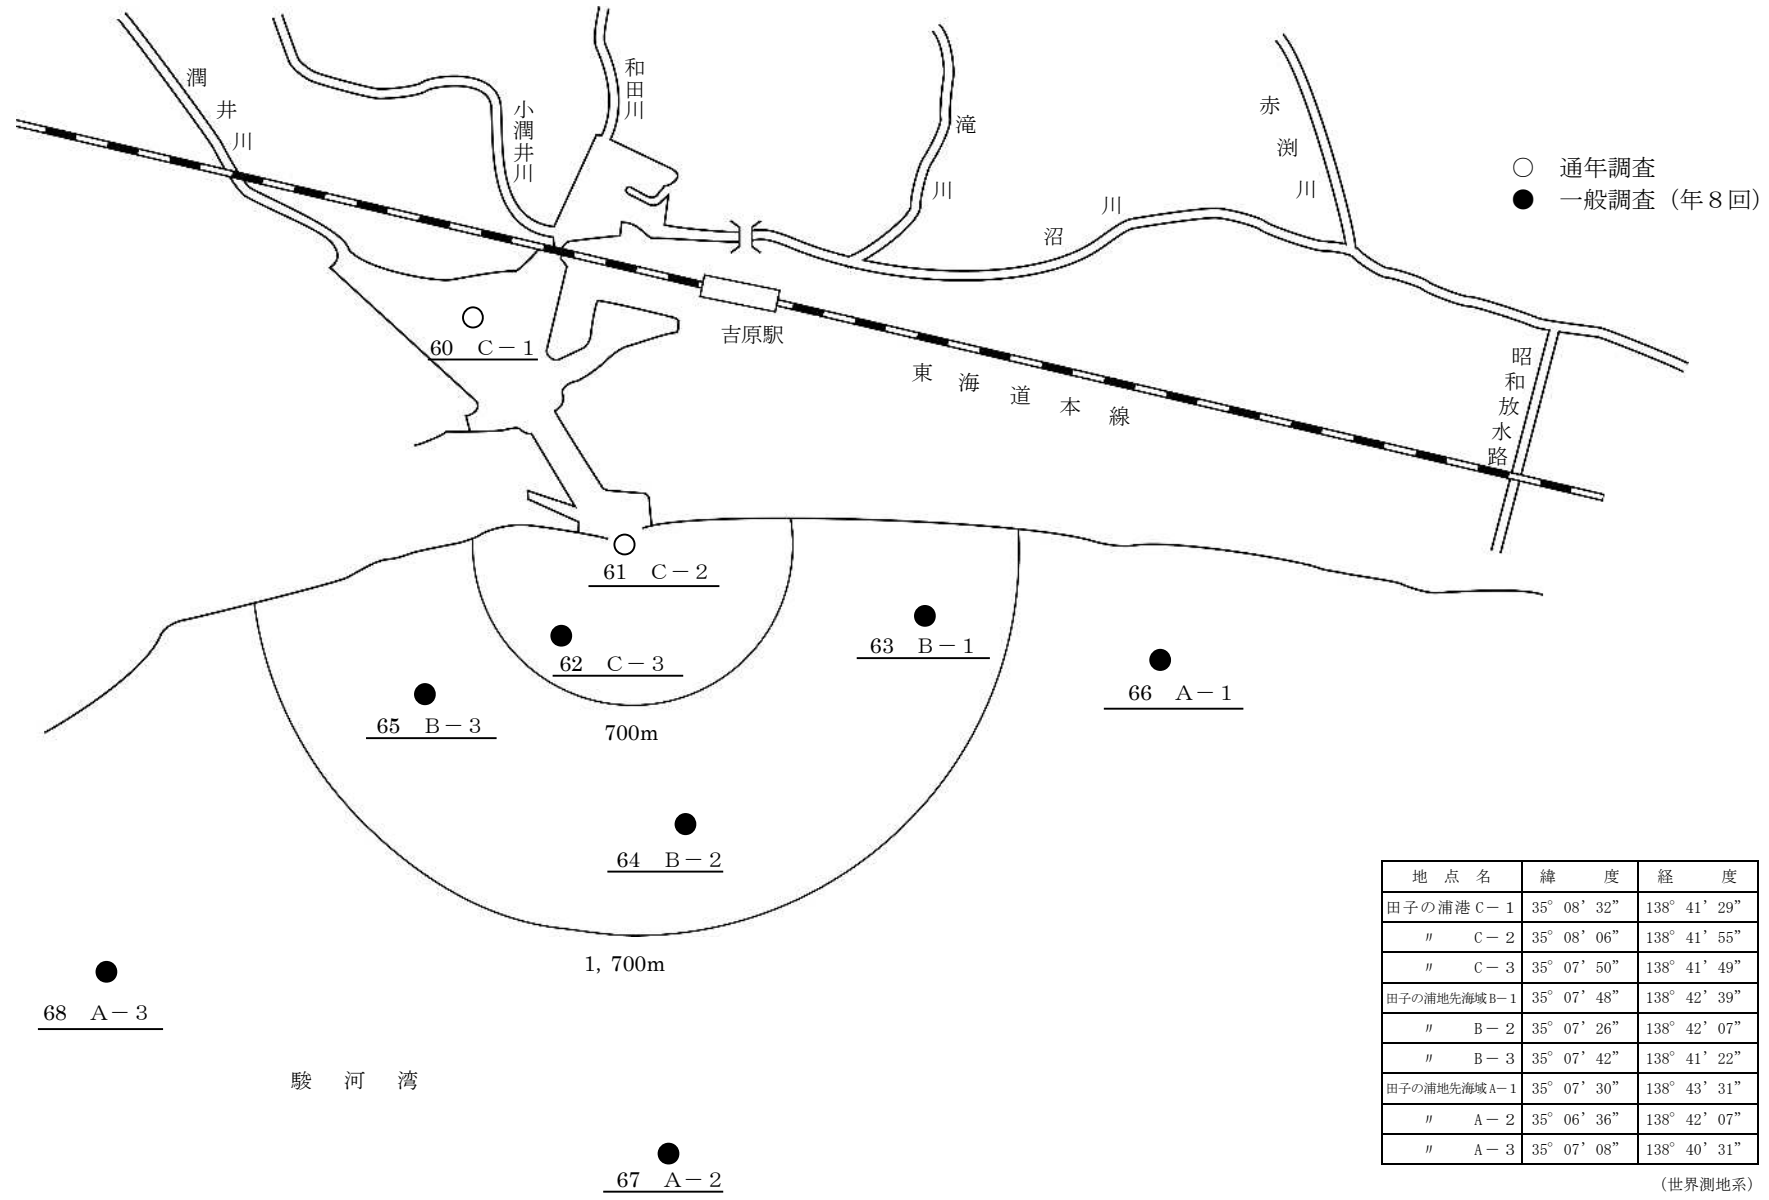 潤井川
小潤井川
和田川
滝川
沼川
赤渕川
○ 通年調査
● 一般調査（年８回）
60 Ｃ－１
吉原駅
東海道本線
昭和放水路
61 Ｃ－２
62 Ｃ－３
63 Ｂ－１
66 Ａ－１
65 Ｂ－３
700m
64 Ｂ－２
1, 700m
68 Ａ－３
駿河湾
67 Ａ－２
地点名 緯度 経度
田子の浦港Ｃ－１ 35°08’32” 138°41’29”
〃 Ｃ－２ 35°08’06” 138°41’55”
〃 Ｃ－３ 35°07’50” 138°41’49”
田子の浦地先海域Ｂ－１ 35°07’48” 138°42’39”
〃 Ｂ－２ 35°07’26” 138°42’07”
〃 Ｂ－３ 35°07’42” 138°41’22”
田子の浦地先海域Ａ－１ 35°07’30” 138°43’31”
〃 Ａ－２ 35°06’36” 138°42’07”
〃 Ａ－３ 35°07’08” 138°40’31”
（世界測地系）